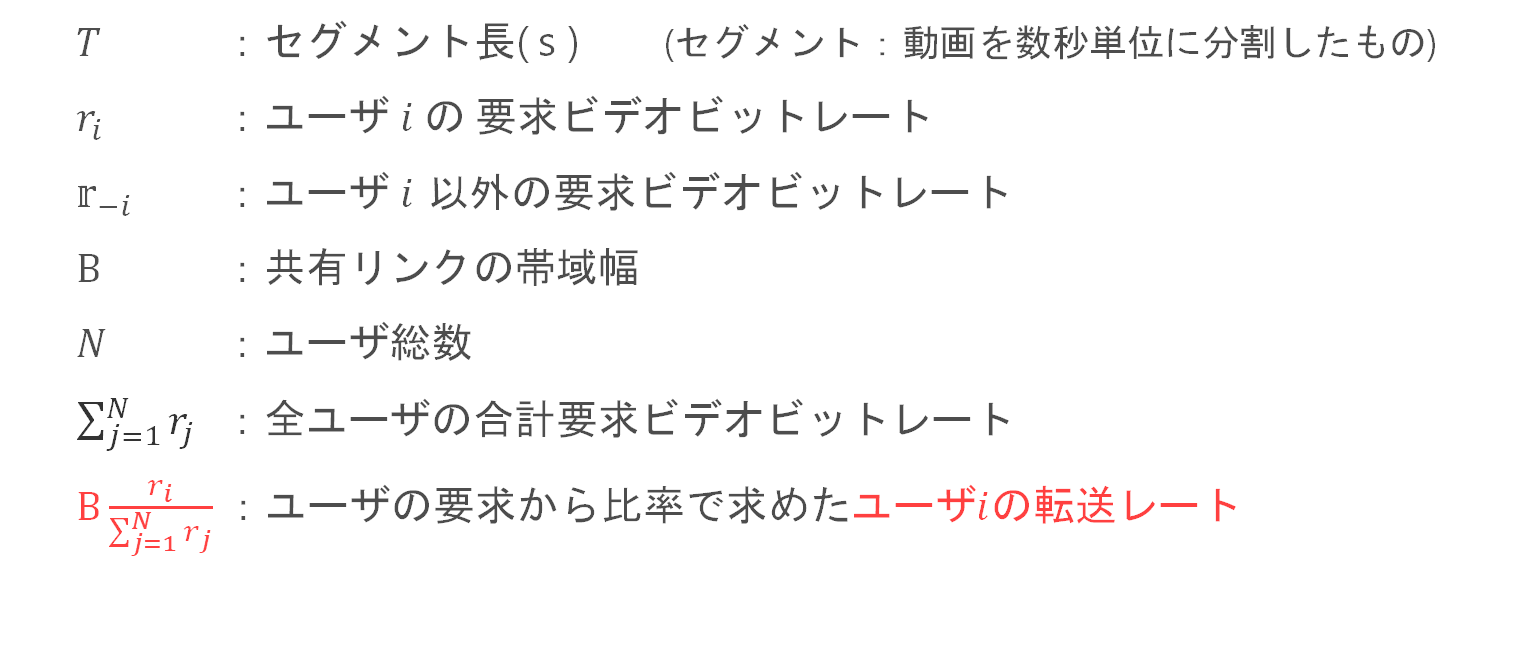 T : セグメント長(s) (セグメント:動画を数秒単位に分割したもの)
r_i : ユーザ i の 要求ビデオビットレート
𝕣_{−i} : ユーザ i 以外の要求ビデオビットレート
B : 共有リンクの帯域幅
N : ユーザ総数
∑_{j=1}^{N} r_j : 全ユーザの合計要求ビデオビットレート
B \frac{r_i}{∑_{j=1}^{N} r_j} : ユーザの要求から比率で求めたユーザiの転送レート